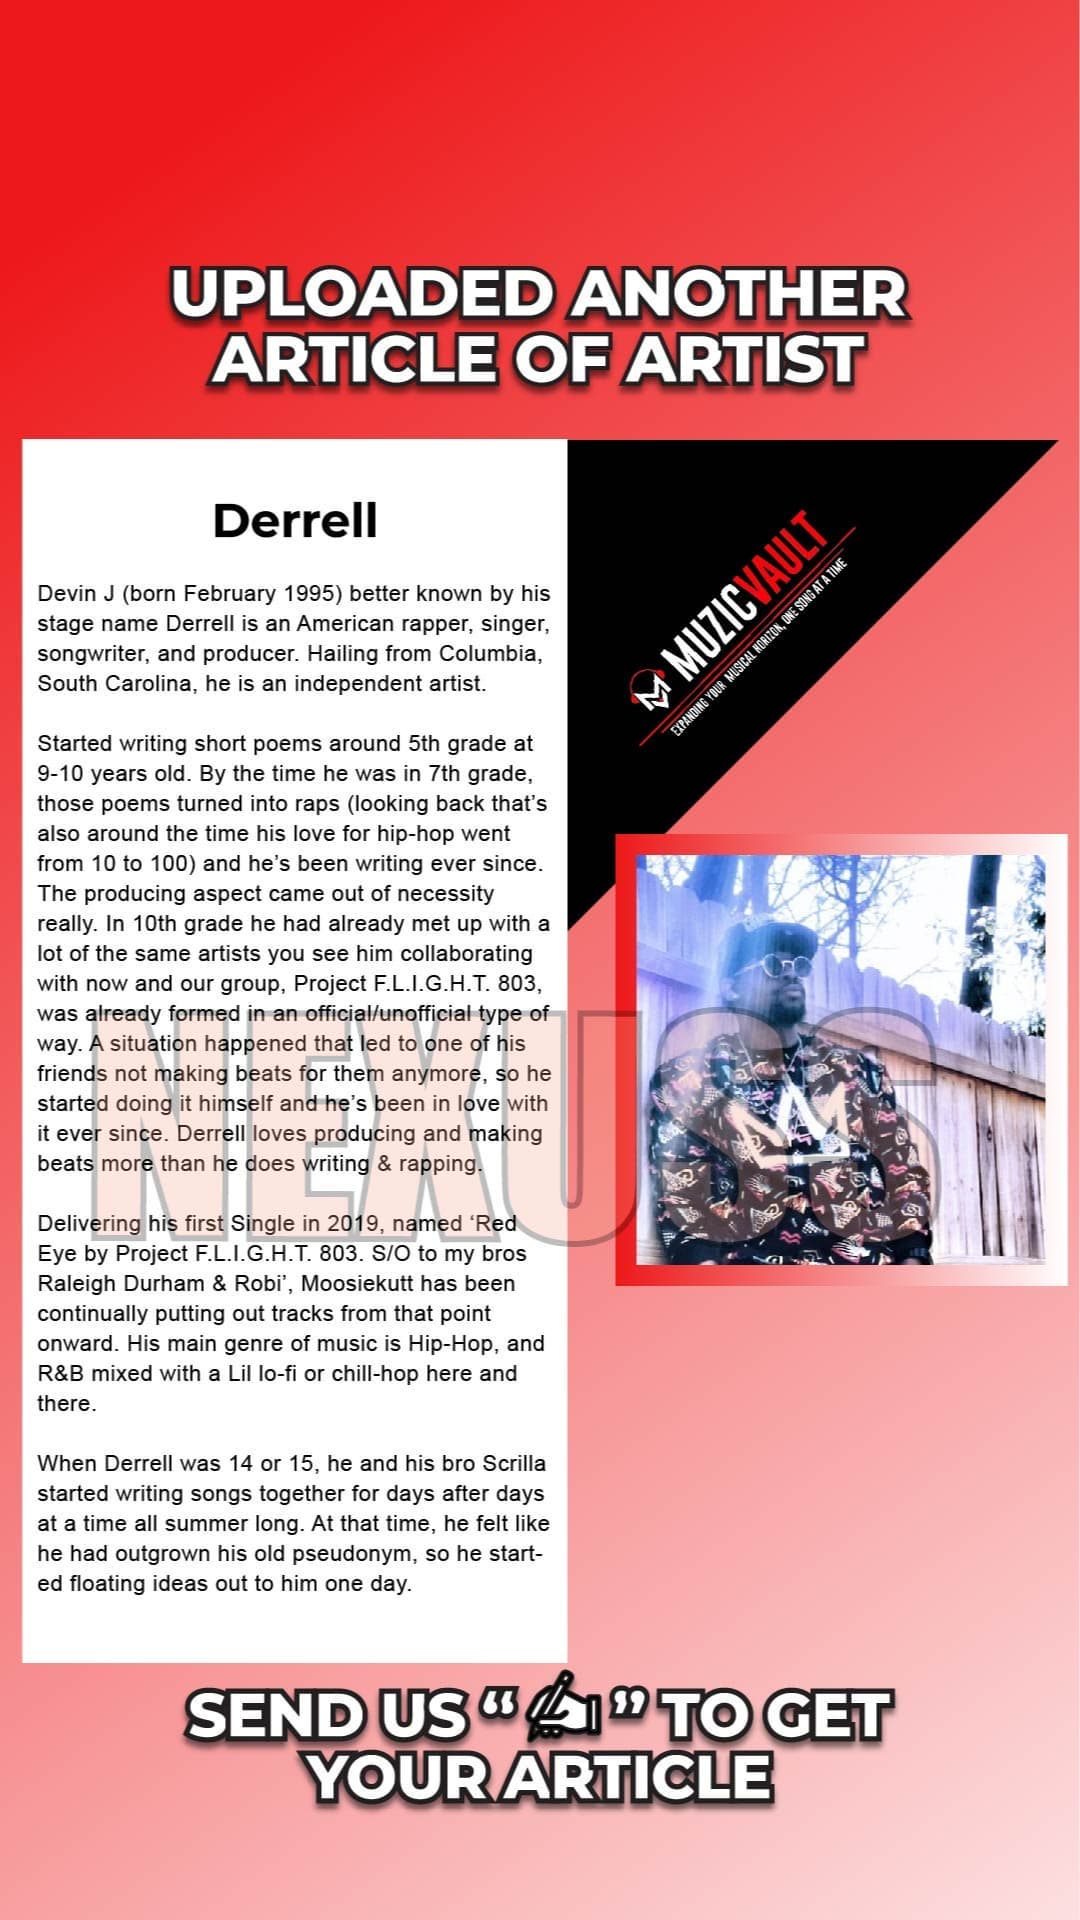 UPLOADED ANOTHER
ARTICLE OF ARTIST
Derrell
Devin J (born February 1995) better known by his
stage name Derrell is an American rapper, singer,
songwriter, and producer. Hailing from Columbia,
South Carolina, he is an independent artist.
Started writing short poems around 5th grade at
9-10 years old. By the time he was in 7th grade,
those poems turned into raps (looking back that’s
also around the time his love for hip-hop went
from 10 to 100) and he’s been writing ever since.
The producing aspect came out of necessity
really. In 10th grade he had already met up with a
lot of the same artists you see him collaborating
with now and our group, Project F.L.I.G.H.T. 803,
was already formed in an official/unofficial type of
way. A situation happened that led to one of his
friends not making beats for them anymore, so he
started doing it himself and he’s been in love with
it ever since. Derrell loves producing and making
beats more than he does writing & rapping.
Delivering his first Single in 2019, named ‘Red
Eye by Project F.L.I.G.H.T. 803. S/O to my bros
Raleigh Durham & Robi’, Moosiekutt has been
continually putting out tracks from that point
onward. His main genre of music is Hip-Hop, and
R&B mixed with a Lil lo-fi or chill-hop here and
there.
When Derrell was 14 or 15, he and his bro Scrilla
started writing songs together for days after days
at a time all summer long. At that time, he felt like
he had outgrown his old pseudonym, so he start-
ed floating ideas out to him one day.
MUZICVAULT
EXPANDING YOUR MUSICAL HORIZON, ONE SONG AT A TIME
NEXUSS
SEND US “✍” TO GET
YOUR ARTICLE